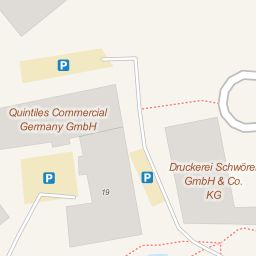 P
Quintiles Commercial
Germany GmbH
Druckerei Schwörer
GmbH & Co.
KG
P
P
19